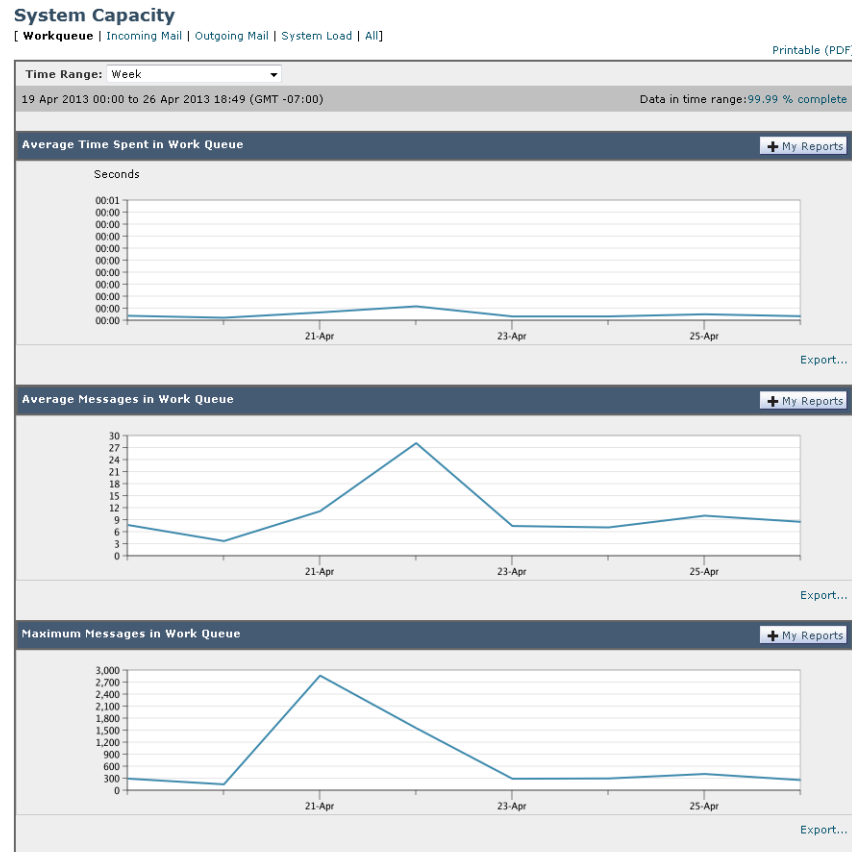 System Capacity
[ Workqueue | Incoming Mail | Outgoing Mail | System Load | All]
Printable (PDF)
Time Range: Week
19 Apr 2013 00:00 to 26 Apr 2013 18:49 (GMT -07:00) Data in time range:99.99 % complete
Average Time Spent in Work Queue My Reports
Seconds
00:01
00:00
00:00
00:00
00:00
00:00
00:00
00:00
00:00
00:00
00:00
21-Apr 23-Apr 25-Apr
Export...
Average Messages in Work Queue My Reports
30
27
24
21
18
15
12
9
6
3
0
21-Apr 23-Apr 25-Apr
Export...
Maximum Messages in Work Queue My Reports
3,000
2,700
2,400
2,100
1,800
1,500
1,200
900
600
300
0
21-Apr 23-Apr 25-Apr
Export...